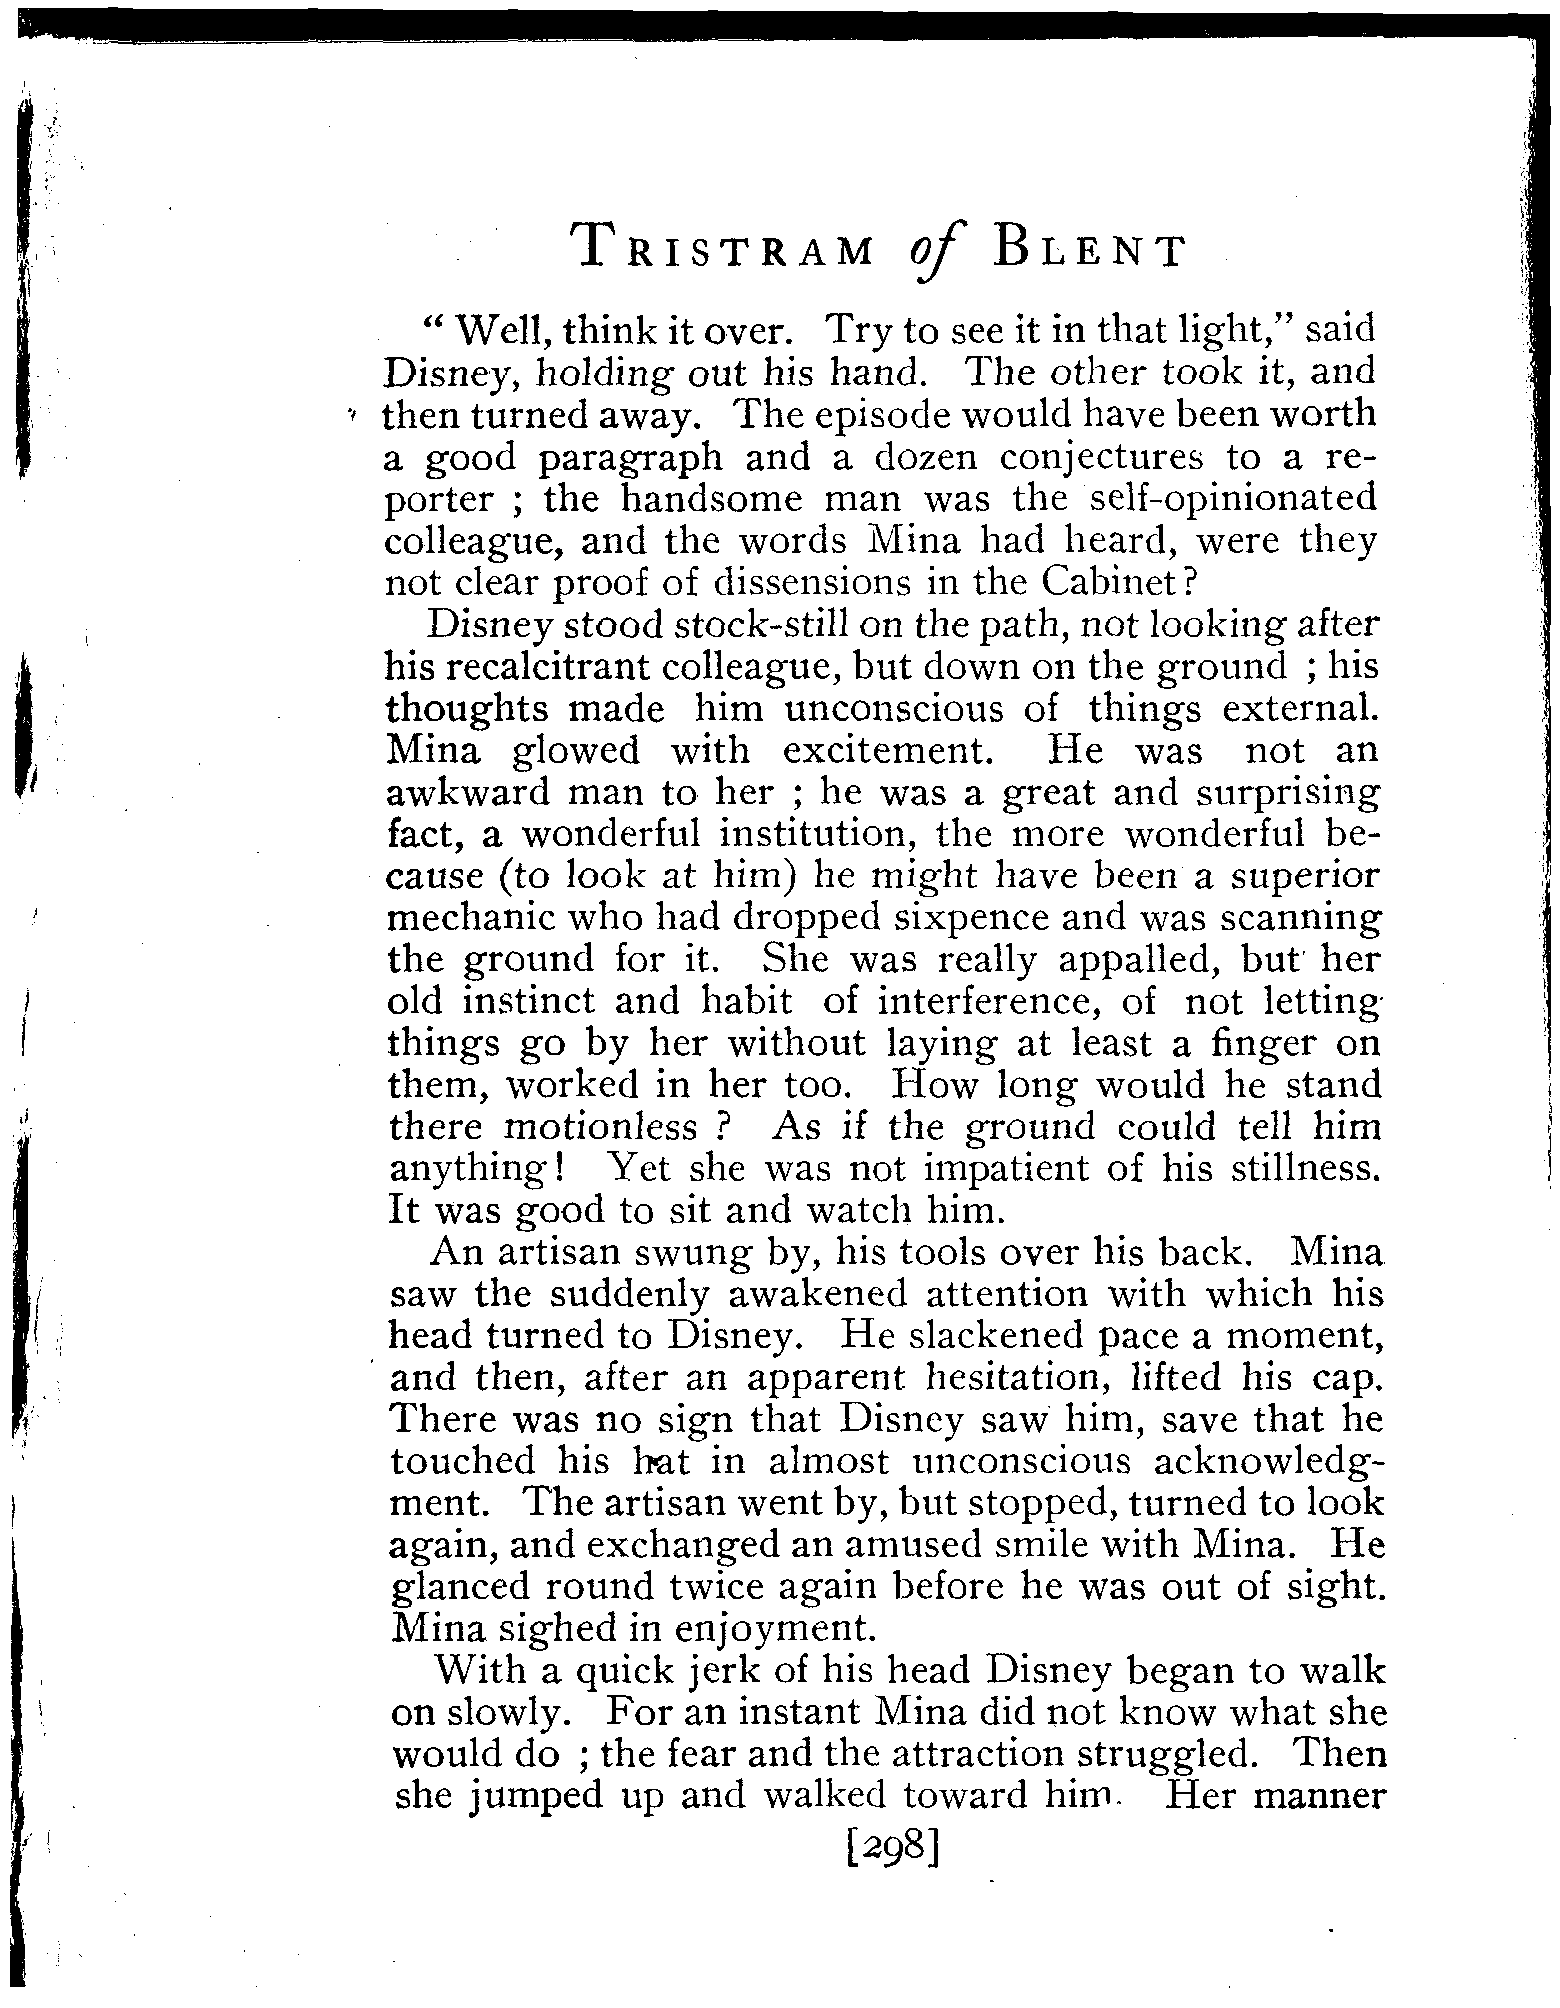 TRISTRAM of BLENT
“ Well, think it over. Try to see it in that light,” said
Disney, holding out his hand. The other took it, and
then turned away. The episode would have been worth
a good paragraph and a dozen conjectures to a re-
porter ; the handsome man was the self-opinionated
colleague, and the words Mina had heard, were they
not clear proof of dissensions in the Cabinet?
Disney stood stock-still on the path, not looking after
his recalcitrant colleague, but down on the ground ; his
thoughts made him unconscious of things external.
Mina glowed with excitement. He was not an
awkward man to her ; he was a great and surprising
fact, a wonderful institution, the more wonderful be-
cause (to look at him) he might have been a superior
mechanic who had dropped sixpence and was scanning
the ground for it. She was really appalled, but her
old instinct and habit of interference, of not letting
things go by her without laying at least a finger on
them, worked in her too. How long would he stand
there motionless ? As if the ground could tell him
anything! Yet she was not impatient of his stillness.
It was good to sit and watch him.
An artisan swung by, his tools over his back. Mina
saw the suddenly awakened attention with which his
head turned to Disney. He slackened pace a moment,
and then, after an apparent hesitation, lifted his cap.
There was no sign that Disney saw him, save that he
touched his hat in almost unconscious acknowledg-
ment. The artisan went by, but stopped, turned to look
again, and exchanged an amused smile with Mina. He
glanced round twice again before he was out of sight.
Mina sighed in enjoyment.
With a quick jerk of his head Disney began to walk
on slowly. For an instant Mina did not know what she
would do ; the fear and the attraction struggled. Then
she jumped up and walked toward him. Her manner
[298]